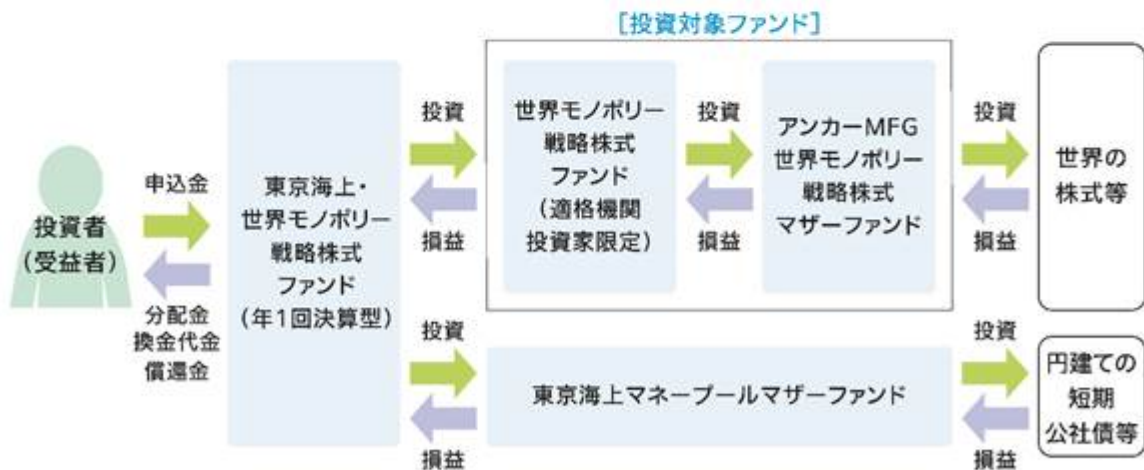 [投資対象ファンド]
投資者
(受益者)
申込金
分配金
換金代金
償還金
東京海上・
世界モノポリー
戦略株式
ファンド
(年1回決算型)
投資
損益
世界モノポリー
戦略株式
ファンド
(適格機関
投資家限定)
投資
損益
アンカーMFG
世界モノポリー
戦略株式
マザーファンド
投資
損益
世界の
株式等
投資
損益
東京海上マネープールマザーファンド
投資
損益
円建ての
短期
公社債等